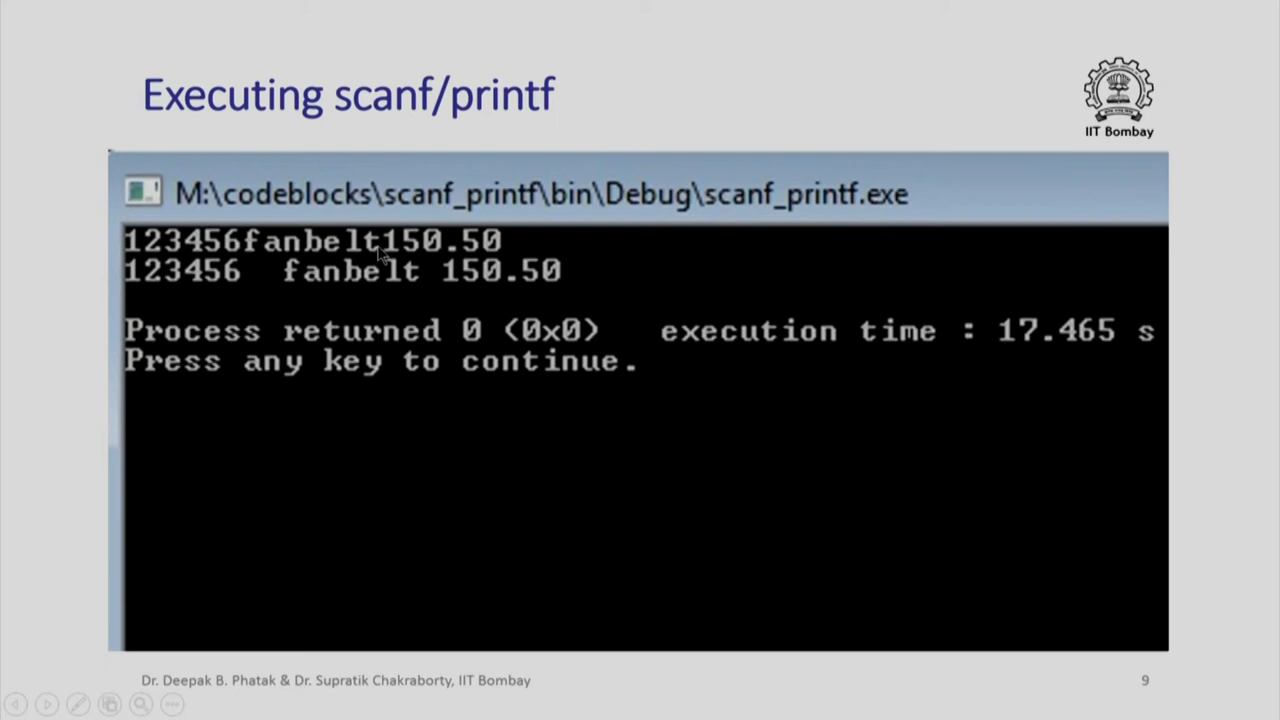 Executing scanf/printf
IIT Bombay
M:\codeblocks\scanf_printf\bin\Debug\scanf_printf.exe
123456fanbelt150.50
123456  fanbelt 150.50
Process returned 0 (0x0)   execution time : 17.465 s
Press any key to continue.
Dr. Deepak B. Phatak & Dr. Supratik Chakraborty, IIT Bombay
9